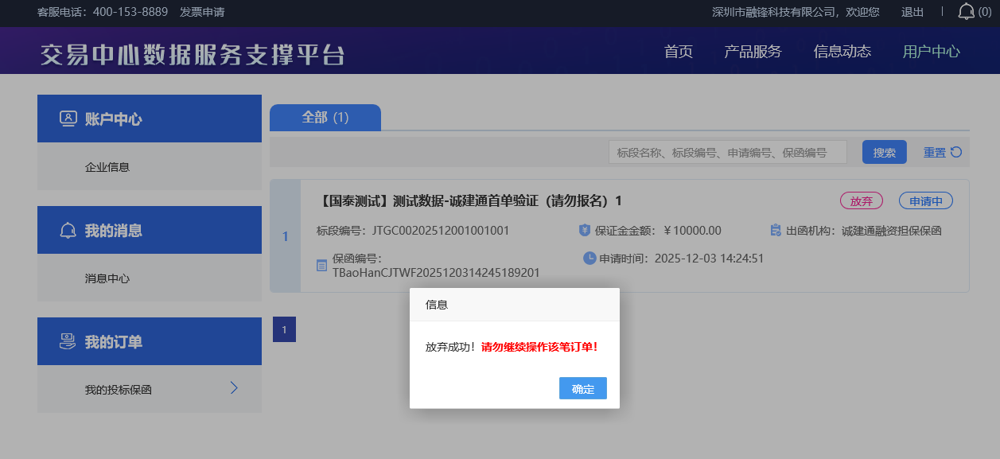 客服电话：400-153-8889 发票申请
深圳市融锋科技有限公司，欢迎您 退出 | (0)
交易中心数据服务支撑平台
首页 产品服务 信息动态 用户中心
账户中心
企业信息
我的消息
消息中心
我的订单
我的投标保函
全部 (1)
标段名称、标段编号、申请编号、保函编号 搜索 重置
1
【国泰测试】测试数据-诚建通首单验证（请勿报名）1 放弃 申请中
标段编号：JTGC00202512001001001 保证金金额：￥10000.00 出函机构：诚建通融资担保保函
保函编号：
TBaoHanCJTWF2025120314245189201
申请时间：2025-12-03 14:24:51
1
信息
放弃成功！请勿继续操作该笔订单！
确定